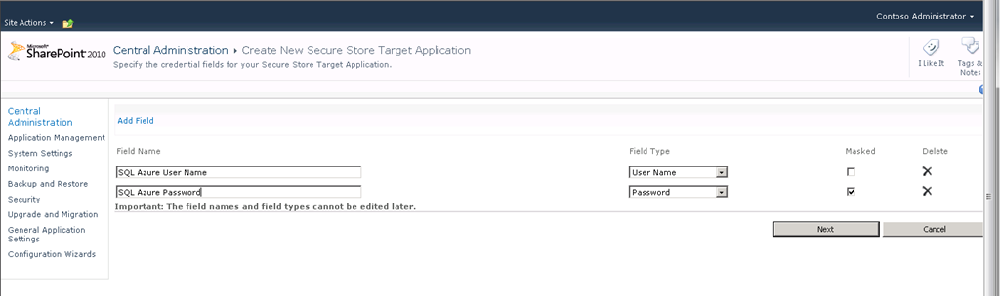 Site Actions
Contoso Administrator
Microsoft
SharePoint 2010
Central Administration ▸ Create New Secure Store Target Application
Specify the credential fields for your Secure Store Target Application.
I Like It
Tags &
Notes
Central
Administration
Application Management
System Settings
Monitoring
Backup and Restore
Security
Upgrade and Migration
General Application
Settings
Configuration Wizards
Add Field
Field Name Field Type Masked Delete
SQL Azure User Name User Name
SQL Azure Password Password
Important: The field names and field types cannot be edited later.
Next Cancel